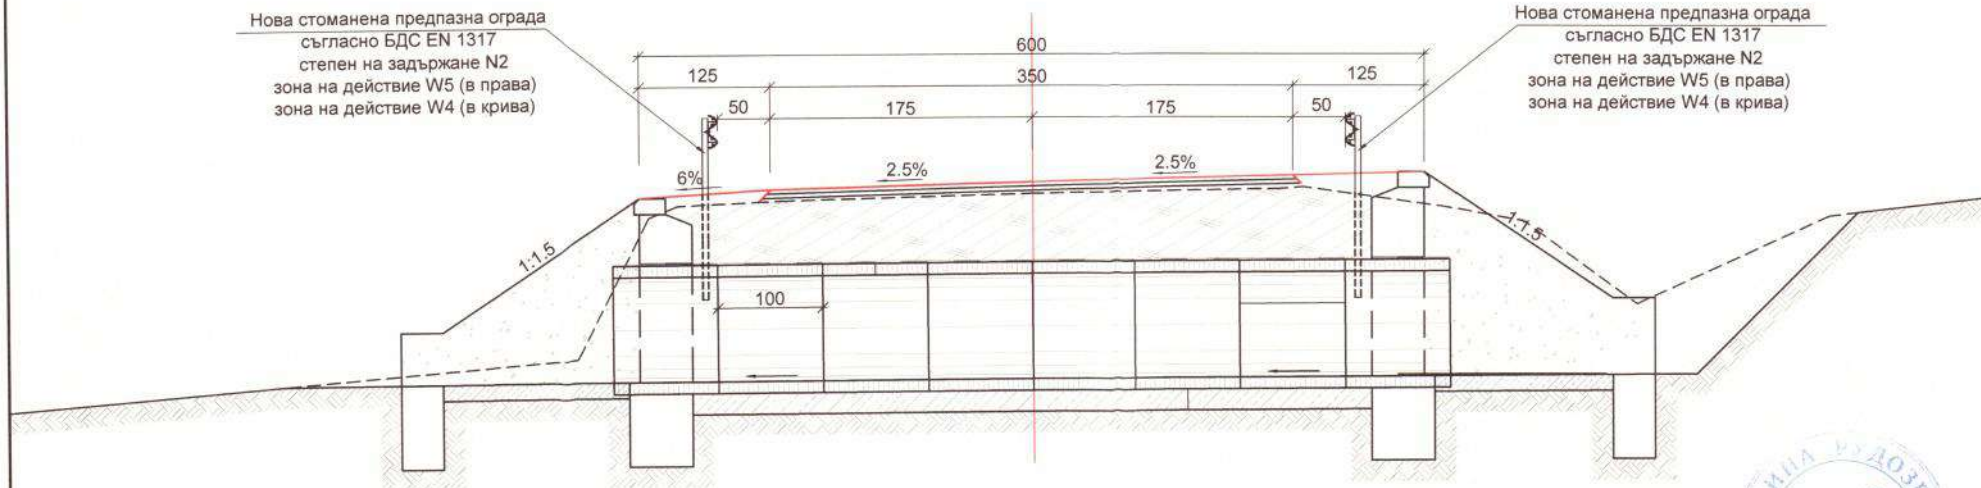 Нова стоманена предпазна ограда
съгласно БДС EN 1317
степен на задържане N2
зона на действие W5 (в права)
зона на действие W4 (в крива)
Нова стоманена предпазна ограда
съгласно БДС EN 1317
степен на задържане N2
зона на действие W5 (в права)
зона на действие W4 (в крива)
600
125
350
125
50
175
175
50
6%
2.5%
2.5%
1:1.5
1:1.5
100